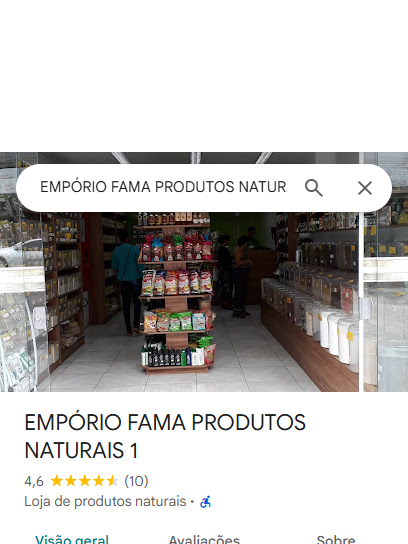 EMPÓRIO FAMA PRODUTOS NATUR
EMPÓRIO FAMA PRODUTOS
NATURAIS 1
4,6 (10)
Loja de produtos naturais •
Visão geral Avaliações Sobre